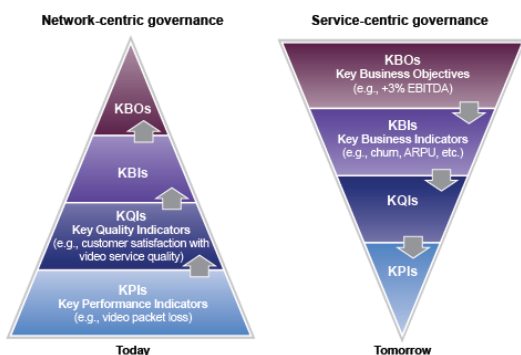 Network-centric governance
KBOs
KBIs
KQIs
Key Quality Indicators
(e.g., customer satisfaction with
video service quality)
KPIs
Key Performance Indicators
(e.g., video packet loss)
Today
Service-centric governance
KBOs
Key Business Objectives
(e.g., +3% EBITDA)
KBIs
Key Business Indicators
(e.g., churn, ARPU, etc.)
KQIs
KPIs
Tomorrow